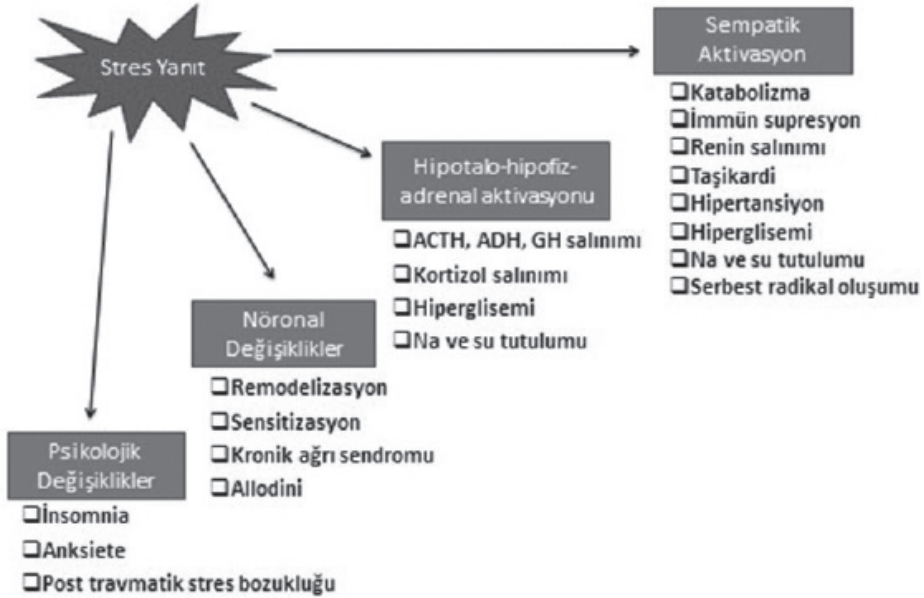 Stres Yanıt
Sempatik
Aktivasyon
❑Katabolizma
❑İmmün supresyon
❑Renin salınımı
❑Taşikardi
❑Hipertansiyon
❑Hiperglisemi
❑Na ve su tutulumu
❑Serbest radikal oluşumu
Hipotalo-hipofiz-
adrenal aktivasyonu
❑ACTH, ADH, GH salınımı
❑Kortizol salınımı
❑Hiperglisemi
❑Na ve su tutulumu
Nöronal
Değişiklikler
❑Remodelizasyon
❑Sensitizasyon
❑Kronik ağrı sendromu
❑Allodini
Psikolojik
Değişiklikler
❑İnsomnia
❑Anksiete
❑Post travmatik stres bozukluğu